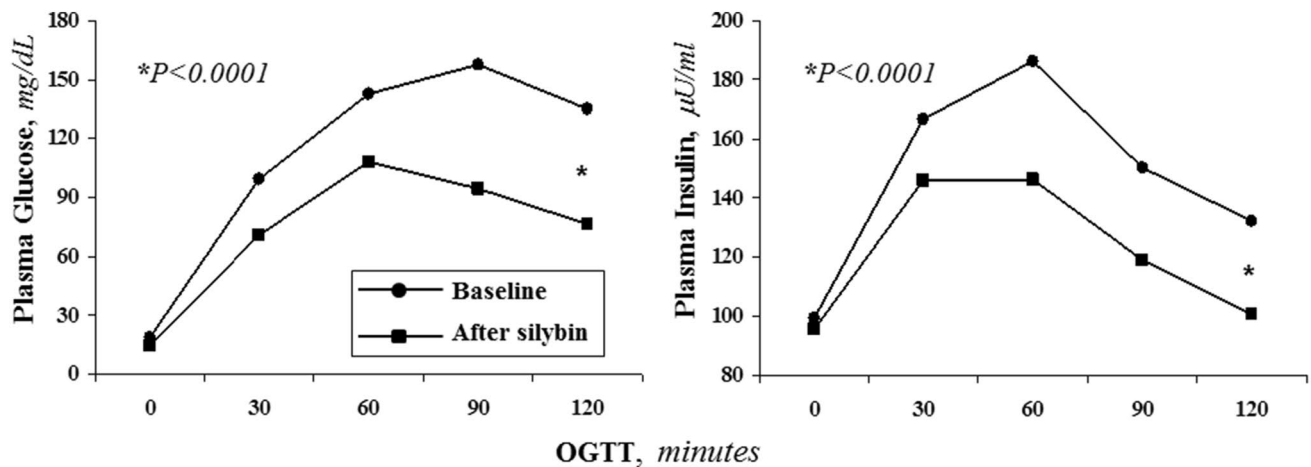 Plasma Glucose, mg/dL
180
150
120
90
60
30
0
*P<0.0001
*
Baseline
After silybin
0 30 60 90 120
Plasma Insulin, μU/ml
200
180
160
140
120
100
80
*P<0.0001
*
0 30 60 90 120
OGTT, minutes